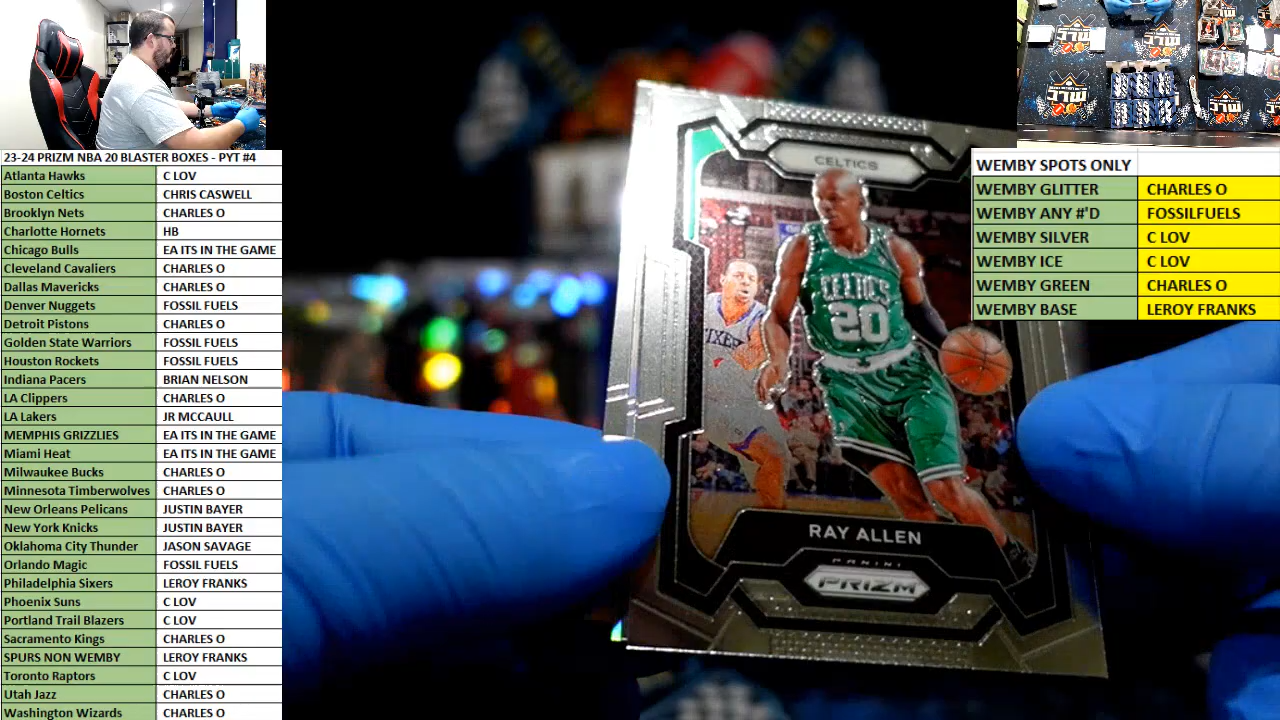 23-24 PRIZM NBA 20 BLASTER BOXES - PYT #4
Atlanta Hawks C LOV
Boston Celtics CHRIS CASWELL
Brooklyn Nets CHARLES O
Charlotte Hornets HB
Chicago Bulls EA ITS IN THE GAME
Cleveland Cavaliers CHARLES O
Dallas Mavericks CHARLES O
Denver Nuggets FOSSIL FUELS
Detroit Pistons CHARLES O
Golden State Warriors FOSSIL FUELS
Houston Rockets FOSSIL FUELS
Indiana Pacers BRIAN NELSON
LA Clippers CHARLES O
LA Lakers JR MCCAULL
MEMPHIS GRIZZLIES EA ITS IN THE GAME
Miami Heat EA ITS IN THE GAME
Milwaukee Bucks CHARLES O
Minnesota Timberwolves CHARLES O
New Orleans Pelicans JUSTIN BAYER
New York Knicks JUSTIN BAYER
Oklahoma City Thunder JASON SAVAGE
Orlando Magic FOSSIL FUELS
Philadelphia Sixers LEROY FRANKS
Phoenix Suns C LOV
Portland Trail Blazers C LOV
Sacramento Kings CHARLES O
SPURS NON WEMBY LEROY FRANKS
Toronto Raptors C LOV
Utah Jazz CHARLES O
Washington Wizards CHARLES O
CELTICS
CELTICS
20
RAY ALLEN
PANINI
PRIZM
WEMBY SPOTS ONLY
WEMBY GLITTER CHARLES O
WEMBY ANY #'D FOSSILFUELS
WEMBY SILVER C LOV
WEMBY ICE C LOV
WEMBY GREEN CHARLES O
WEMBY BASE LEROY FRANKS